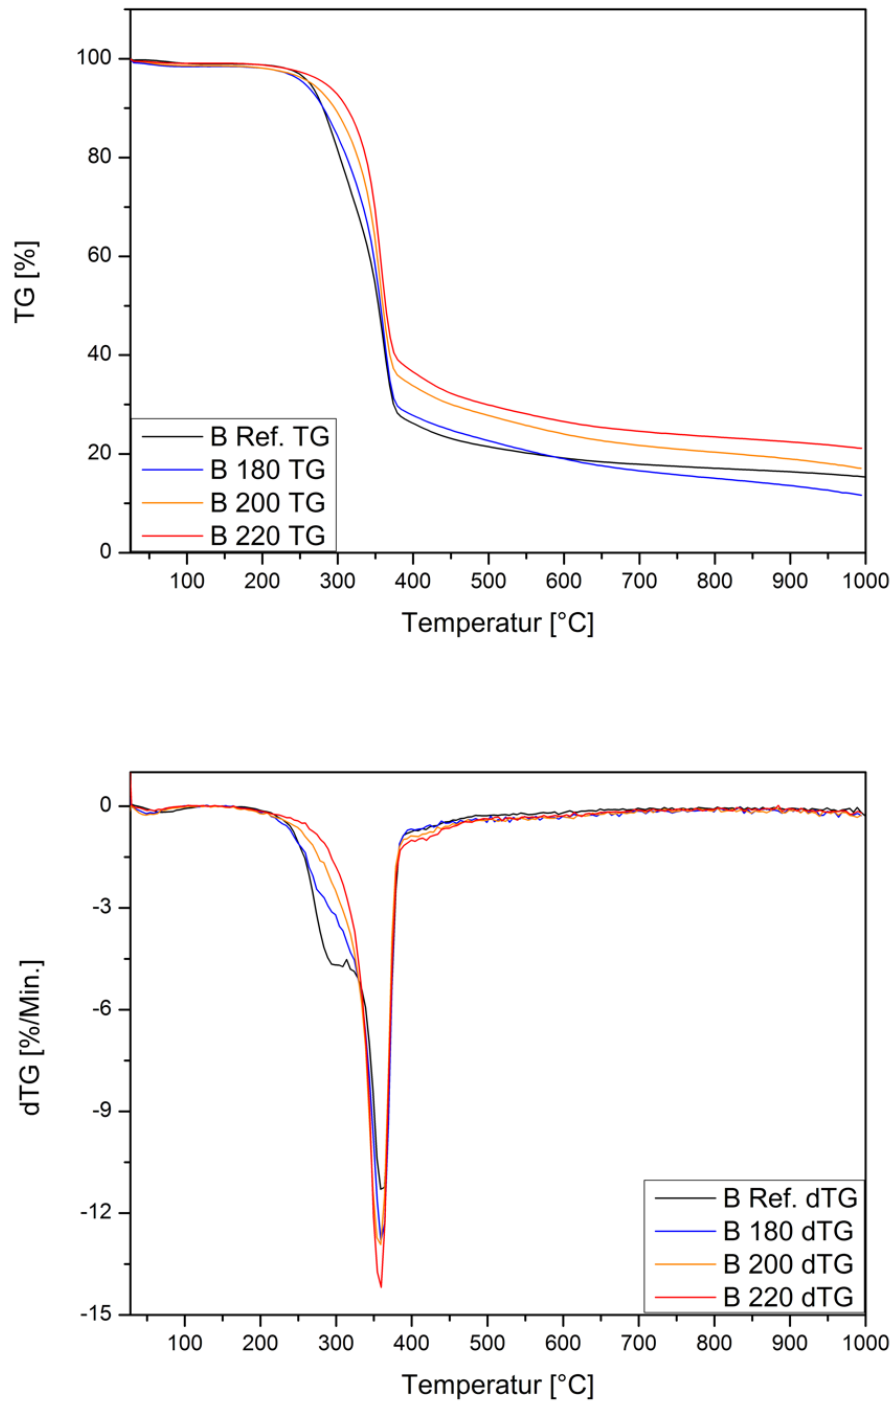 100
80
60
40
20
0
TG [%]
B Ref. TG
B 180 TG
B 200 TG
B 220 TG
100 200 300 400 500 600 700 800 900 1000
Temperatur [°C]
0
-3
-6
-9
-12
-15
dTG [%/Min.]
B Ref. dTG
B 180 dTG
B 200 dTG
B 220 dTG
100 200 300 400 500 600 700 800 900 1000
Temperatur [°C]